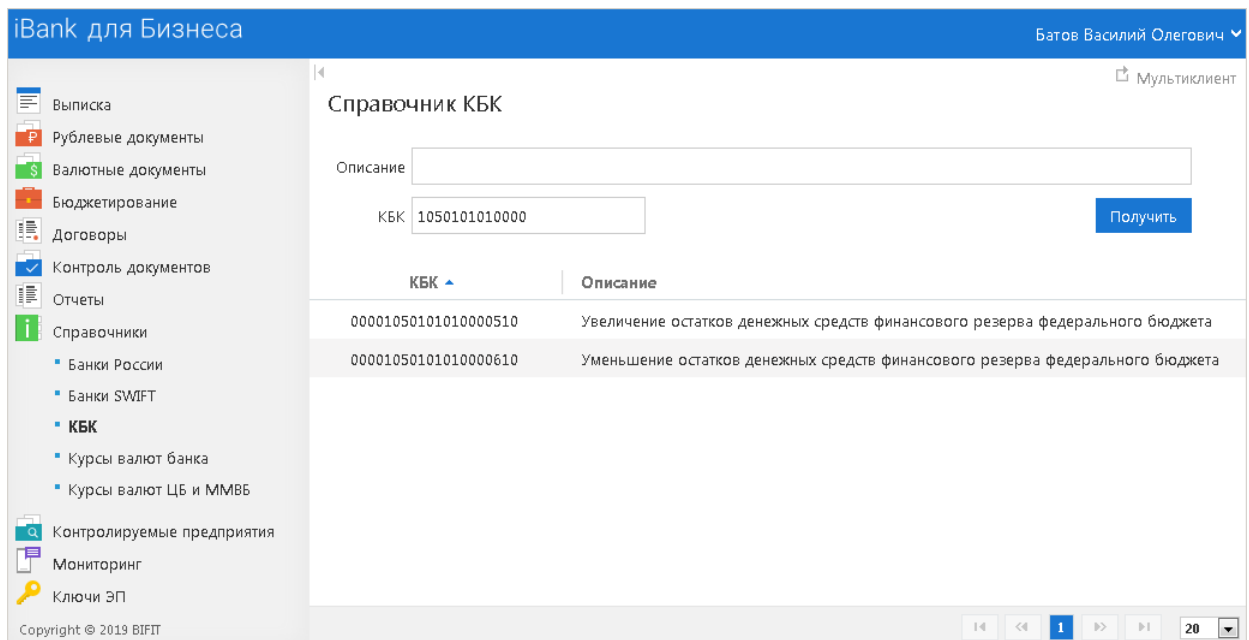 iBank для Бизнеса
Батов Василий Олегович
Мультиклиент
Выписка
Рублевые документы
Валютные документы
Бюджетирование
Договоры
Контроль документов
Отчеты
Справочники
Банки России
Банки SWIFT
КБК
Курсы валют банка
Курсы валют ЦБ и ММВБ
Контролируемые предприятия
Мониторинг
Ключи ЭП
Copyright © 2019 BIFIT
Справочник КБК
Описание
КБК 1050101010000
Получить
КБК Описание
00001050101010000510 Увеличение остатков денежных средств финансового резерва федерального бюджета
00001050101010000610 Уменьшение остатков денежных средств финансового резерва федерального бюджета
1
20